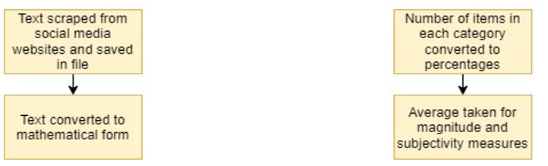 Text scraped from
social media
websites and saved
in file
Text converted to
mathematical form
Number of items in
each category
converted to
percentages
Average taken for
magnitude and
subjectivity measures